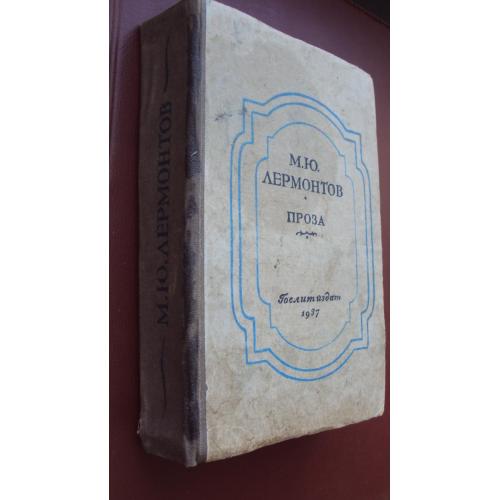 М.Ю.ЛЕРМОНТОВ
М.Ю.
ЛЕРМОНТОВ
ПРОЗА
Гослитиздат
1937